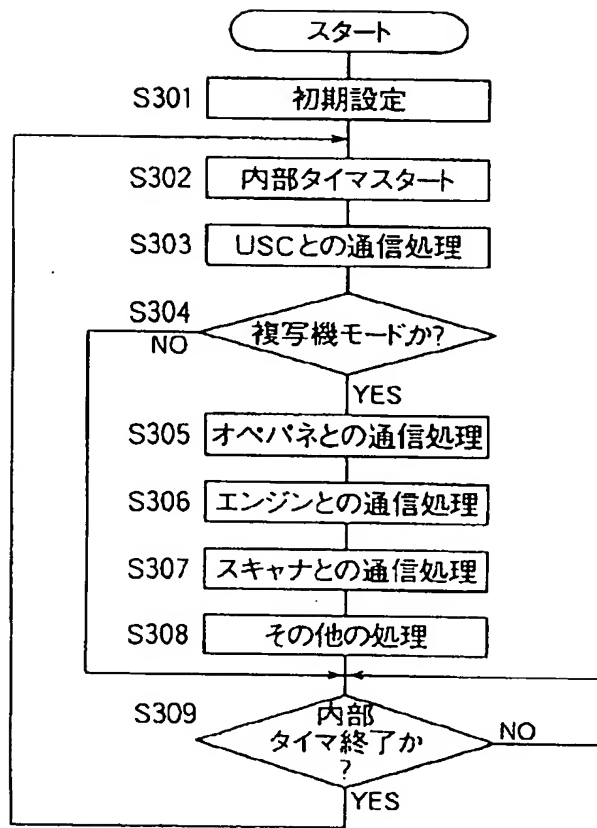 スタート
S301 初期設定
S302 内部タイマスタート
S303 USCとの通信処理
S304 複写機モードか?
NO
YES
S305 オペパネとの通信処理
S306 エンジンとの通信処理
S307 スキャナとの通信処理
S308 その他の処理
S309 内部
タイマ終了か
?
NO
YES